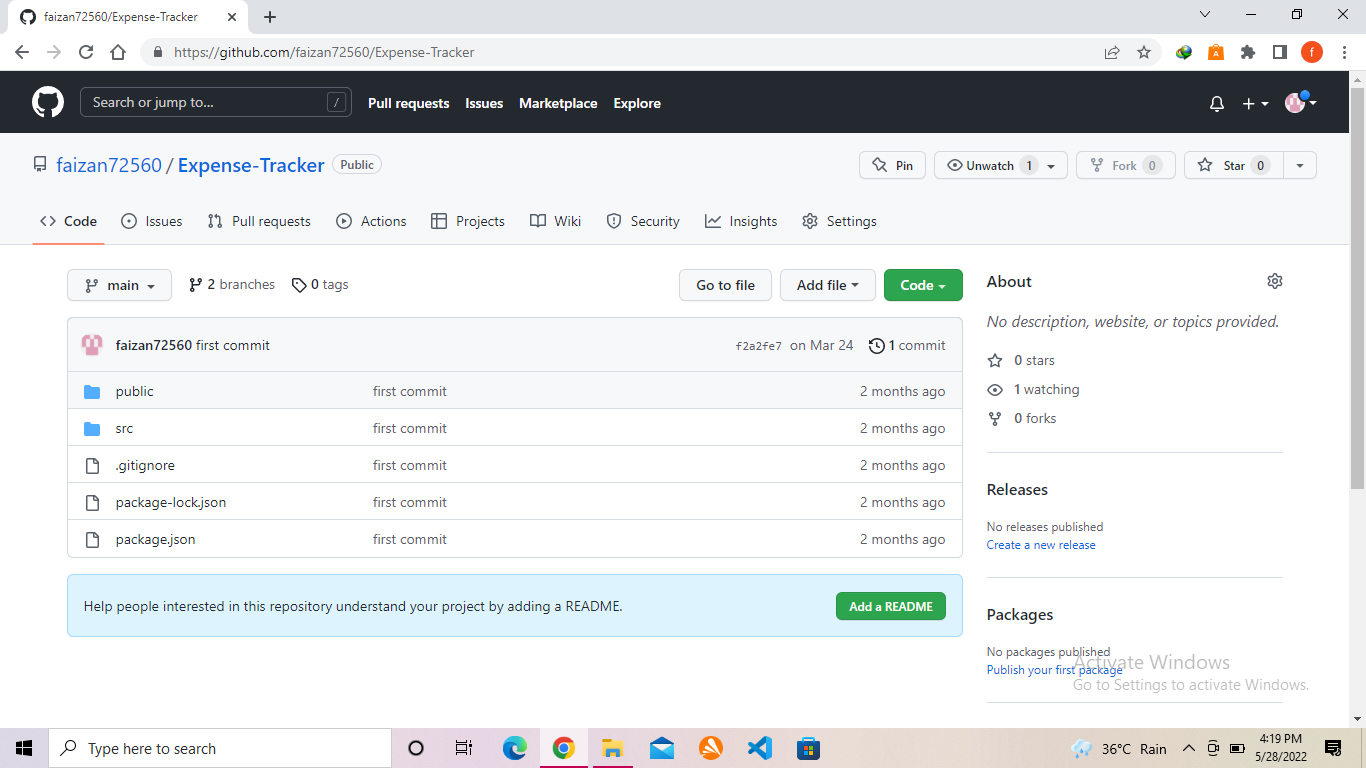 faizan72560/Expense-Tracker
https://github.com/faizan72560/Expense-Tracker
f
Search or jump to... /
Pull requests Issues Marketplace Explore
faizan72560 / Expense-Tracker Public
Pin Unwatch 1 Fork 0 Star 0
Code Issues Pull requests Actions Projects Wiki Security Insights Settings
main 2 branches 0 tags Go to file Add file Code
faizan72560 first commit f2a2fe7 on Mar 24 1 commit
public first commit 2 months ago
src first commit 2 months ago
.gitignore first commit 2 months ago
package-lock.json first commit 2 months ago
package.json first commit 2 months ago
Help people interested in this repository understand your project by adding a README. Add a README
About
No description, website, or topics provided.
0 stars
1 watching
0 forks
Releases
No releases published
Create a new release
Packages
No packages published
Publish your first package
Activate Windows
Go to Settings to activate Windows.
Type here to search
36°C Rain
4:19 PM
5/28/2022